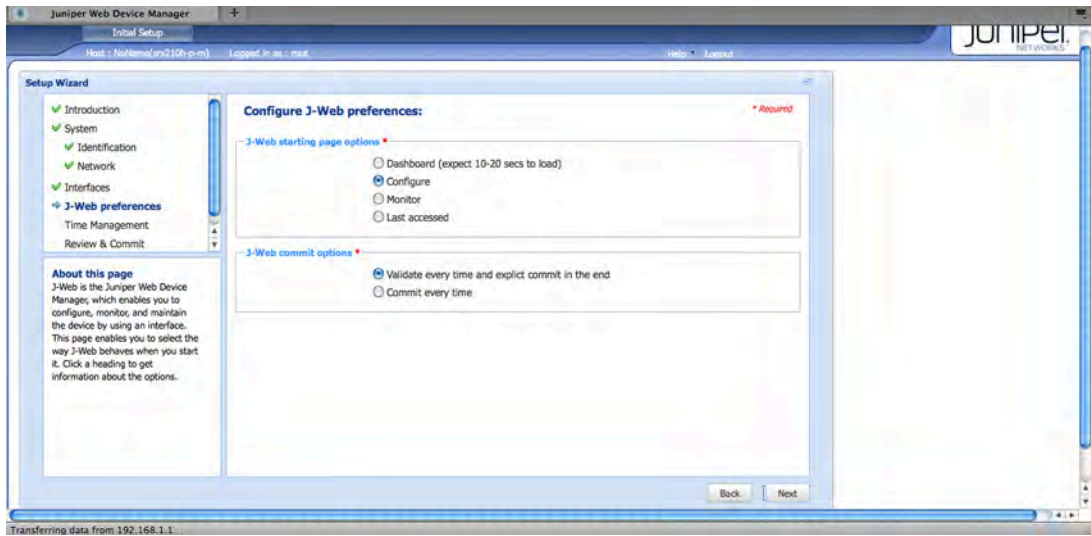 Juniper Web Device Manager
+
Initial Setup
JUNIPER
NETWORKS
Host : NoName(srx210h-p-m) Logged in as : root Help Logout
Setup Wizard
Introduction
System
Identification
Network
Interfaces
J-Web preferences
Time Management
Review & Commit
About this page
J-Web is the Juniper Web Device
Manager, which enables you to
configure, monitor, and maintain
the device by using an interface.
This page enables you to select the
way J-Web behaves when you start
it. Click a heading to get
information about the options.
Configure J-Web preferences:
* Required
J-Web starting page options *
Dashboard (expect 10-20 secs to load)
Configure
Monitor
Last accessed
J-Web commit options *
Validate every time and explict commit in the end
Commit every time
Back Next
Transferring data from 192.168.1.1...